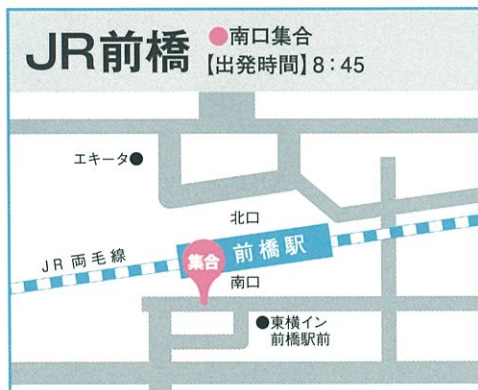 JR前橋
●南口集合
【出発時間】8:45
エキータ●
北口
JR両毛線
集合
前橋駅
南口
●東横イン
前橋駅前